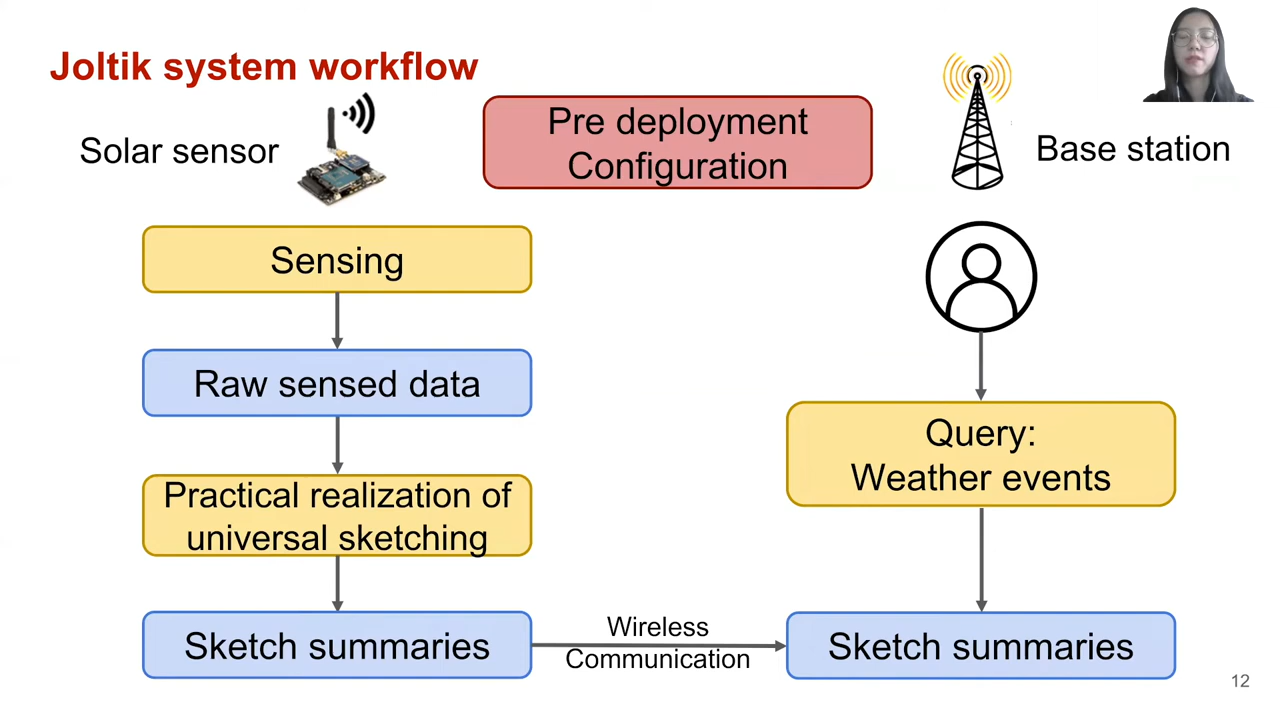 Joltik system workflow
Solar sensor
Pre deployment
Configuration
Base station
Sensing
Raw sensed data
Practical realization of
universal sketching
Sketch summaries
Wireless
Communication
Query:
Weather events
Sketch summaries
12